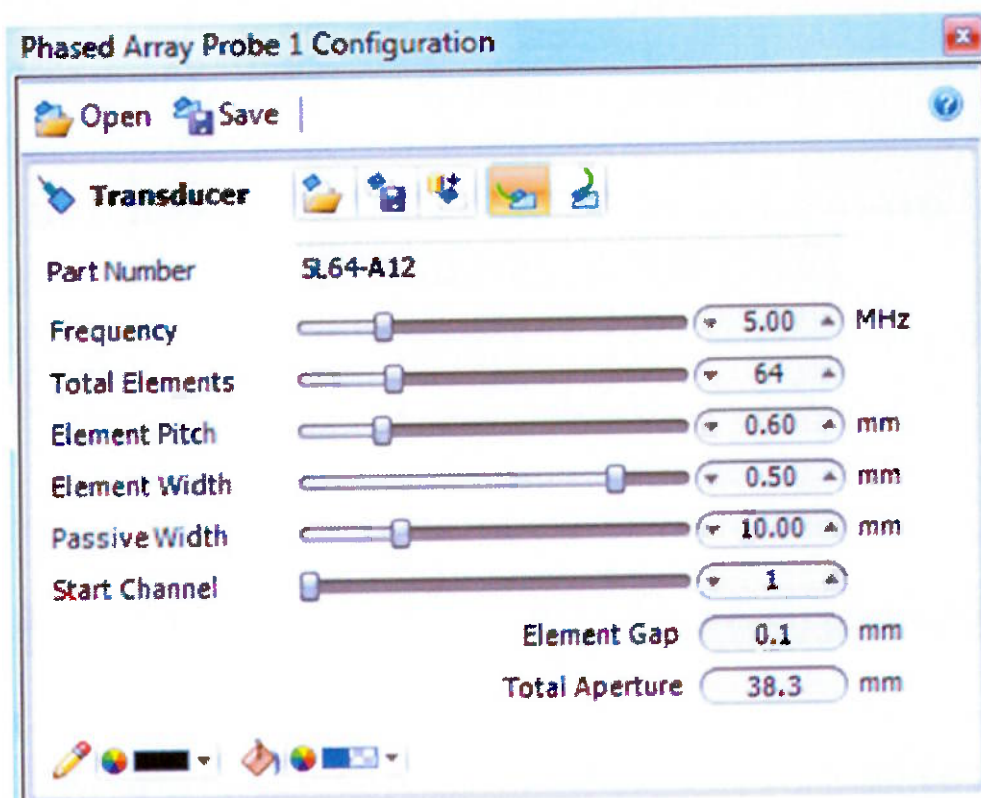 Phased Array Probe 1 Configuration
Open Save
Transducer
Part Number 5L64-A12
Frequency 5.00 MHz
Total Elements 64
Element Pitch 0.60 mm
Element Width 0.50 mm
Passive Width 10.00 mm
Start Channel 1
Element Gap 0.1 mm
Total Aperture 38.3 mm